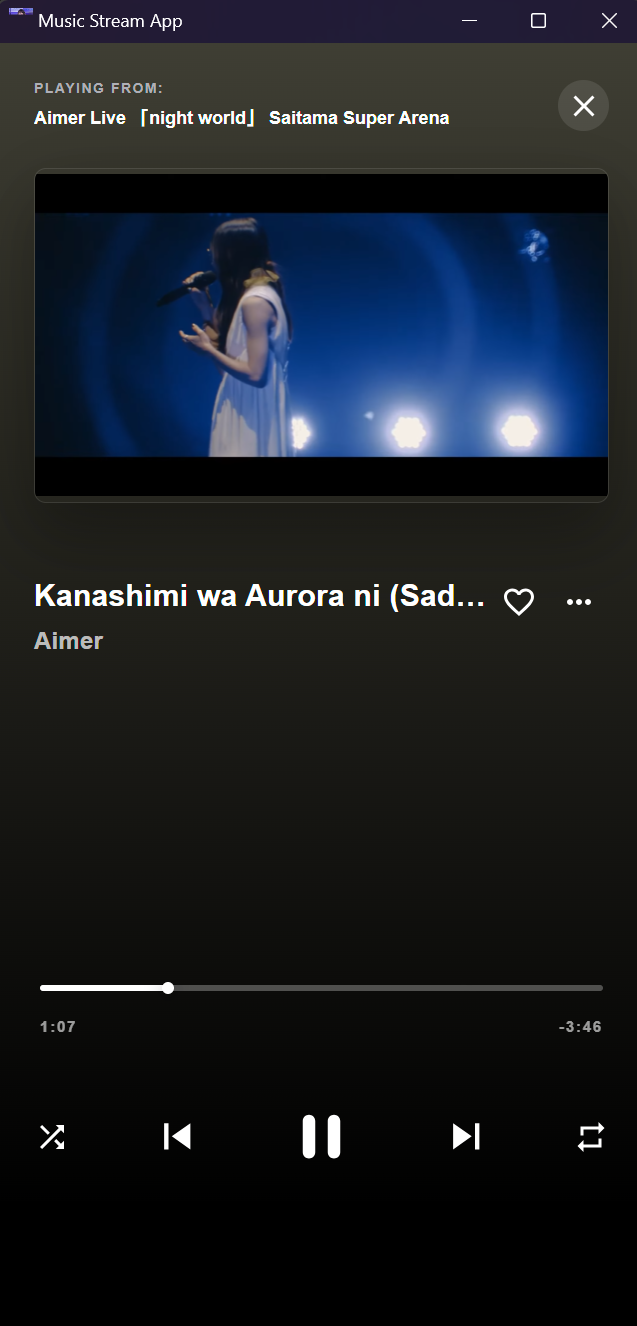 Music Stream App
PLAYING FROM:
Aimer Live「night world」 Saitama Super Arena
Kanashimi wa Aurora ni (Sad…
Aimer
1:07
-3:46